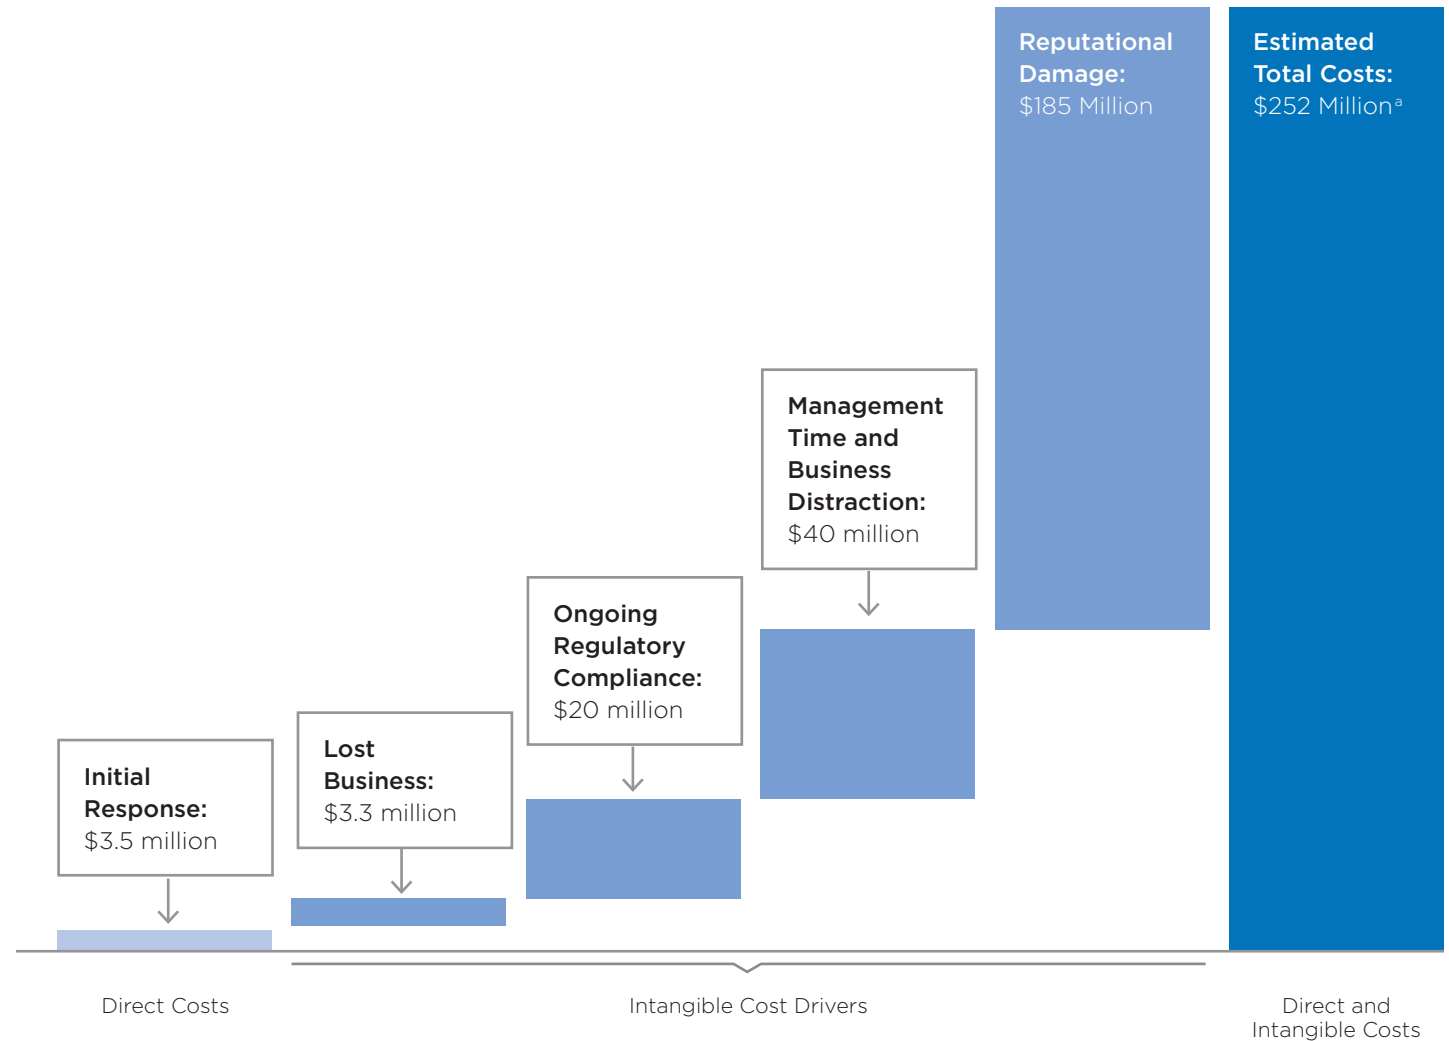 Reputational
Damage:
$185 Million
Estimated
Total Costs:
$252 Millionᵃ
Management
Time and
Business
Distraction:
$40 million
Ongoing
Regulatory
Compliance:
$20 million
Lost
Business:
$3.3 million
Initial
Response:
$3.5 million
Direct Costs
Intangible Cost Drivers
Direct and
Intangible Costs